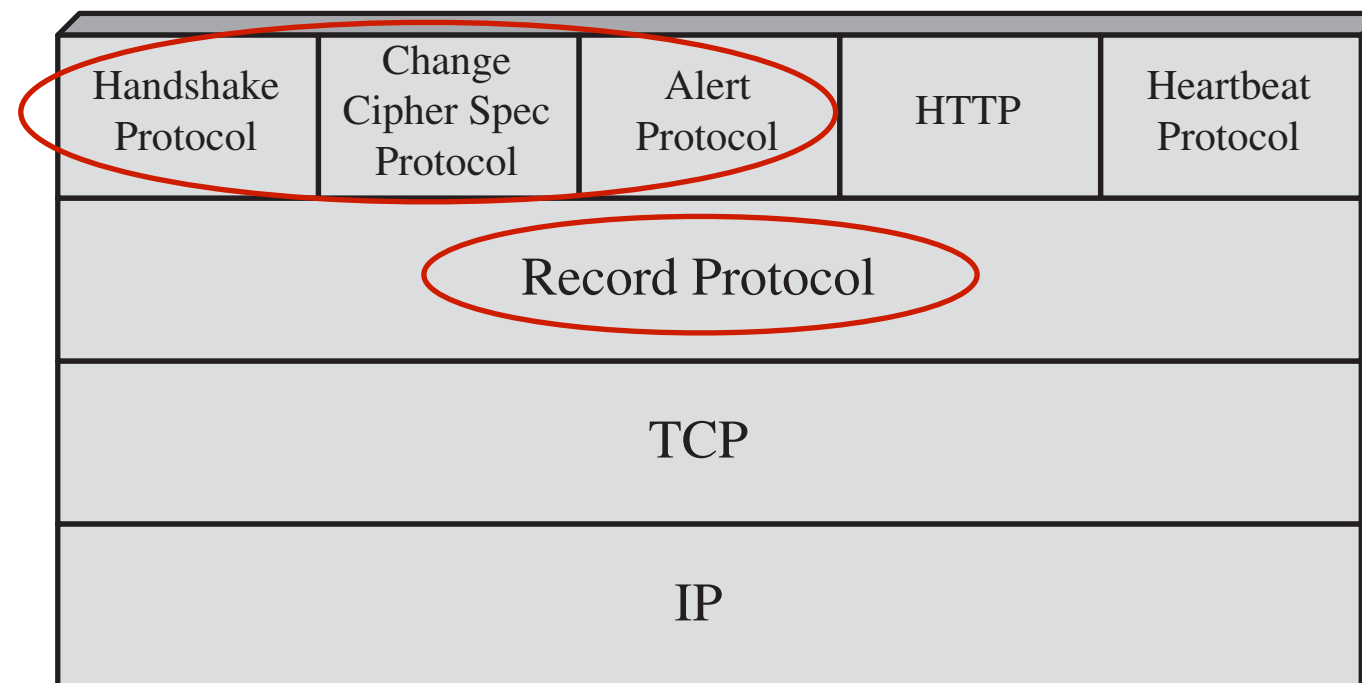 Handshake
Protocol
Change
Cipher Spec
Protocol
Alert
Protocol
HTTP
Heartbeat
Protocol
Record Protocol
TCP
IP